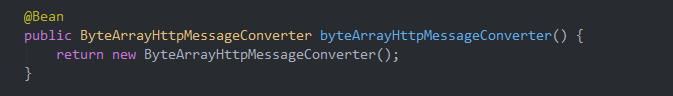 @Bean
public ByteArrayHttpMessageConverter byteArrayHttpMessageConverter() {
    return new ByteArrayHttpMessageConverter();
}